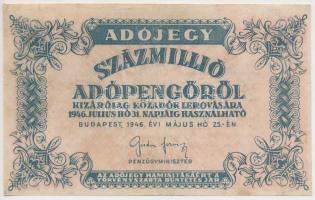 ADÓJEGY
SZÁZMILLIÓ
ADÓPENGŐRŐL
KIZÁRÓLAG KÖZADÓK LEROVÁSÁRA
1946. JULIUS HÓ 31. NAPJÁIG HASZNÁLHATÓ
BUDAPEST, 1946. ÉVI MÁJUS HÓ 25.-ÉN
PÉNZÜGYMINISZTER
AZ ADÓJEGY HAMISÍTÁSÁÉRT A
TÖRVÉNYSZABTA BÜNTETÉS JÁR.